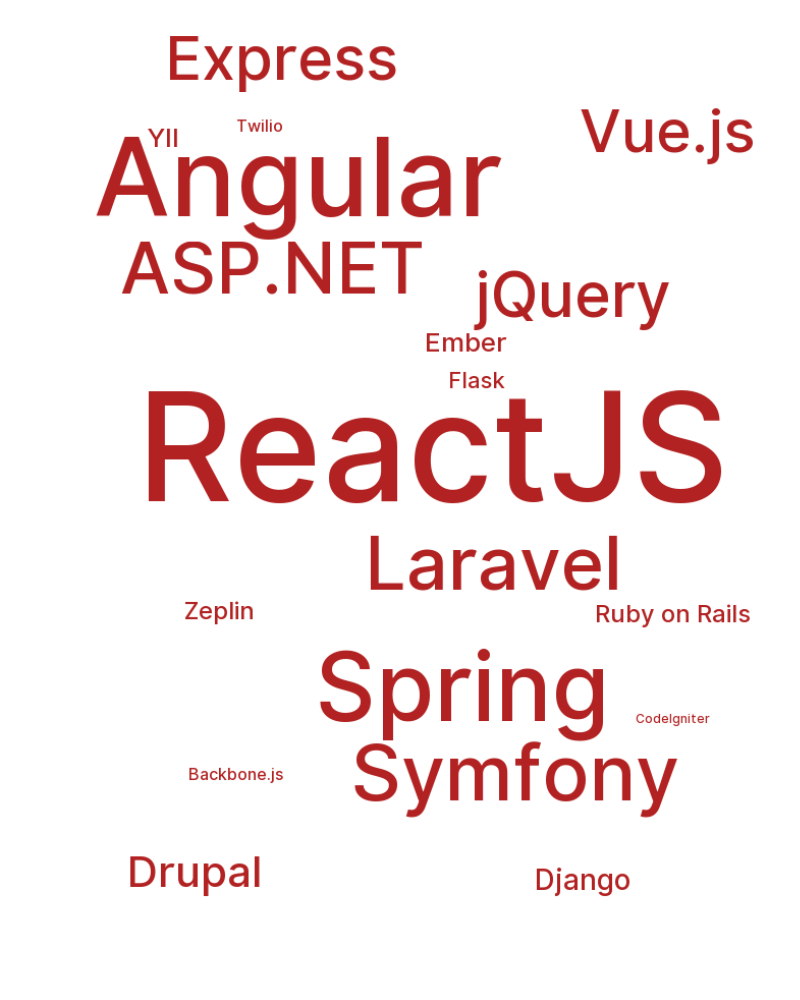 Express
Vue.js
Twilio
YII
Angular
ASP.NET
jQuery
Ember
Flask
ReactJS
Laravel
Zeplin
Ruby on Rails
Spring
CodeIgniter
Symfony
Backbone.js
Drupal
Django